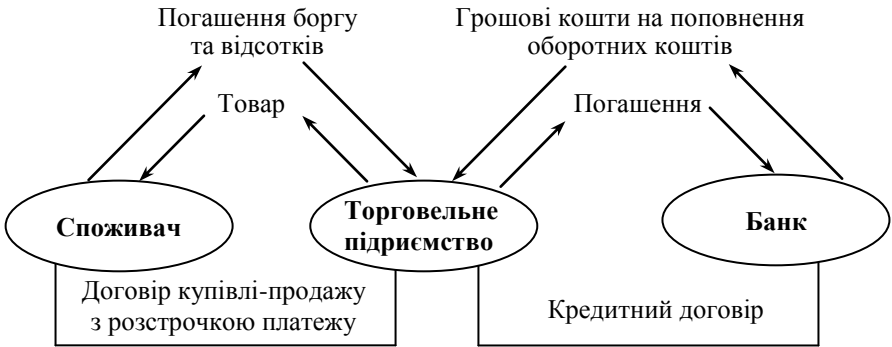 Погашення боргу
та відсотків
Грошові кошти на поповнення
оборотних коштів
Товар
Погашення
Споживач
Торговельне
підриємство
Банк
Договір купівлі-продажу
з розстрочкою платежу
Кредитний договір